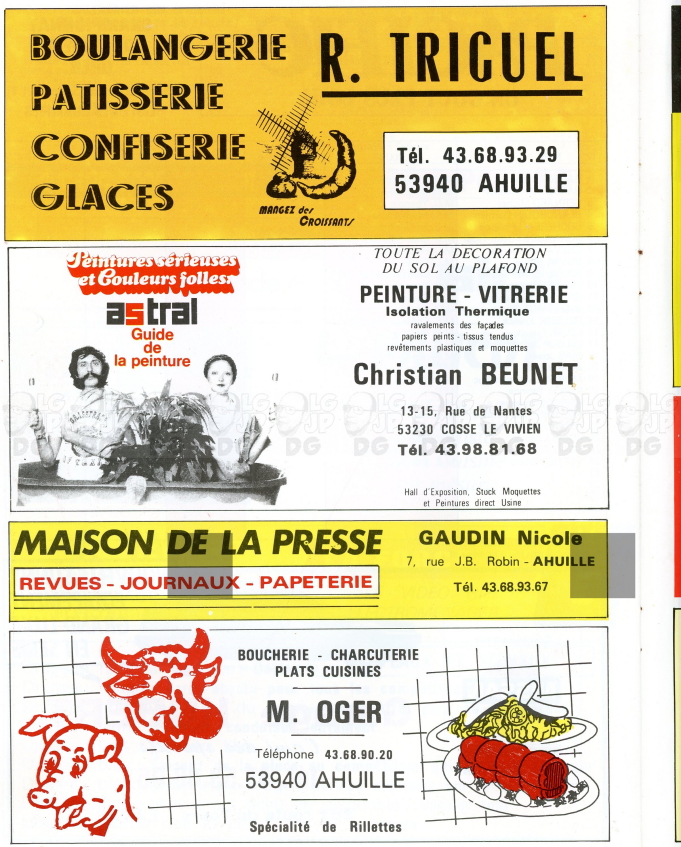 BOULANGERIE
PATISSERIE
CONFISERIE
GLACES
R. TRIGUEL
MANGEZ des
CROISSANTS
Tél. 43.68.93.29
53940 AHUILLE
Peintures sérieuses
et Couleurs folles.
astral
Guide
de
la peinture
TOUTE LA DECORATION
DU SOL AU PLAFOND
PEINTURE - VITRERIE
Isolation Thermique
ravalements des façades
papiers peints - tissus tendus
revêtements plastiques et moquettes
Christian BEUNET
13-15, Rue de Nantes
53230 COSSE LE VIVIEN
Tél. 43.98.81.68
Hall d'Exposition, Stock Moquettes
et Peintures direct Usine
MAISON DE LA PRESSE
REVUES - JOURNAUX - PAPETERIE
GAUDIN Nicole
7, rue J.B. Robin - AHUILLE
Tél. 43.68.93.67
BOUCHERIE - CHARCUTERIE
PLATS CUISINES
M. OGER
Téléphone 43.68.90.20
53940 AHUILLE
Spécialité de Rillettes